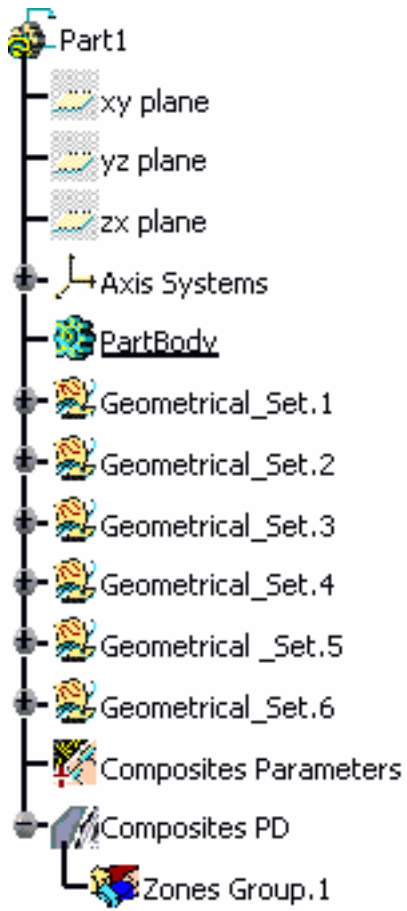 Part1
xy plane
yz plane
zx plane
Axis Systems
PartBody
Geometrical_Set.1
Geometrical_Set.2
Geometrical_Set.3
Geometrical_Set.4
Geometrical _Set.5
Geometrical_Set.6
Composites Parameters
Composites PD
Zones Group.1